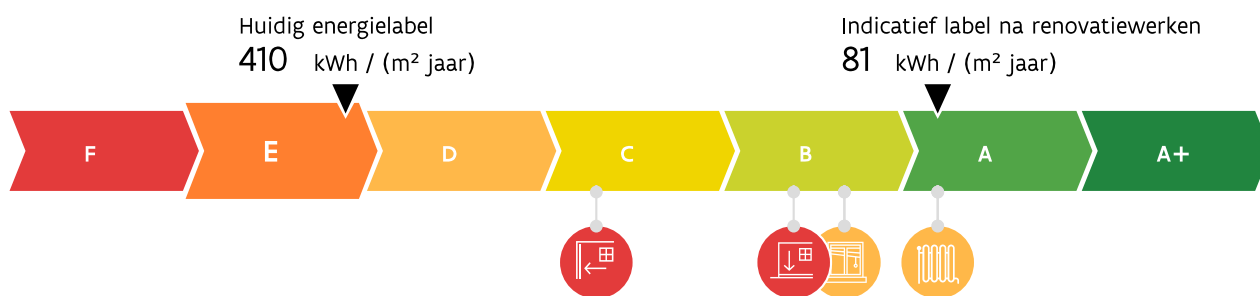 Huidig energielabel
410 kWh / (m² jaar)
Indicatief label na renovatiewerken
81 kWh / (m² jaar)
F E D C B A A+